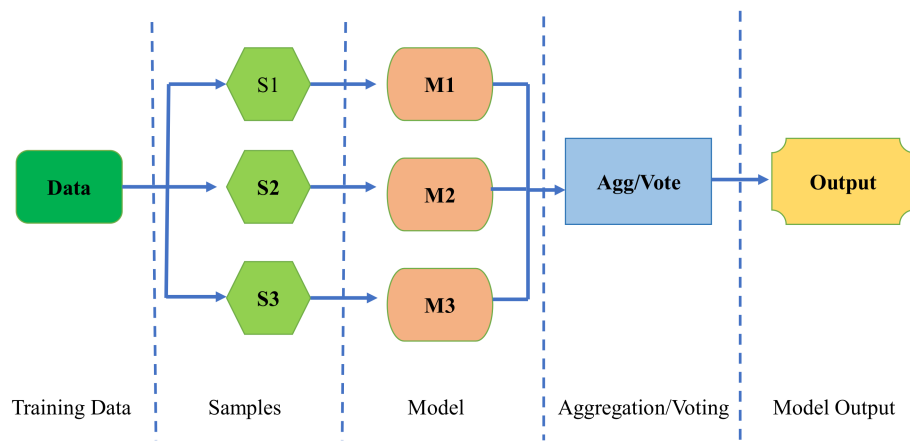 S1
M1
Data
S2
M2
Agg/Vote
Output
S3
M3
Training Data
Samples
Model
Aggregation/Voting
Model Output